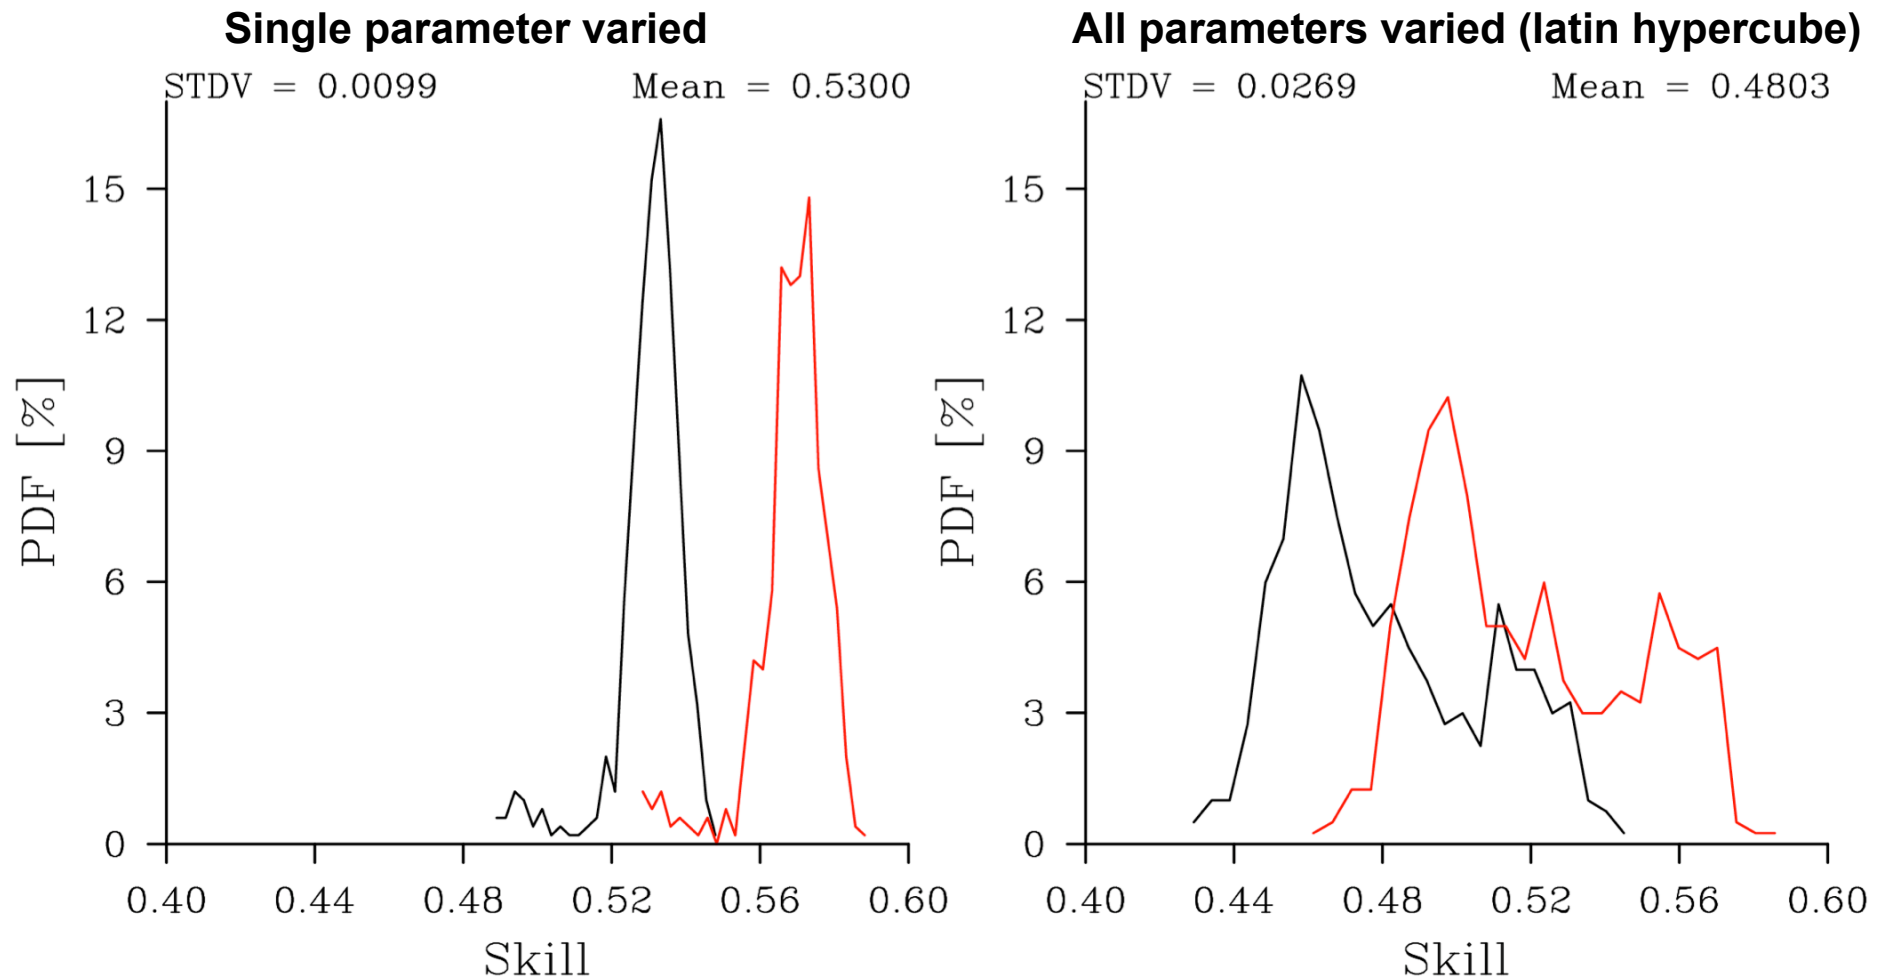 Single parameter varied
STDV = 0.0099 Mean = 0.5300
15
12
9
6
3
0
PDF [%]
0.40 0.44 0.48 0.52 0.56 0.60
Skill
All parameters varied (latin hypercube)
STDV = 0.0269 Mean = 0.4803
15
12
9
6
3
0
PDF [%]
0.40 0.44 0.48 0.52 0.56 0.60
Skill